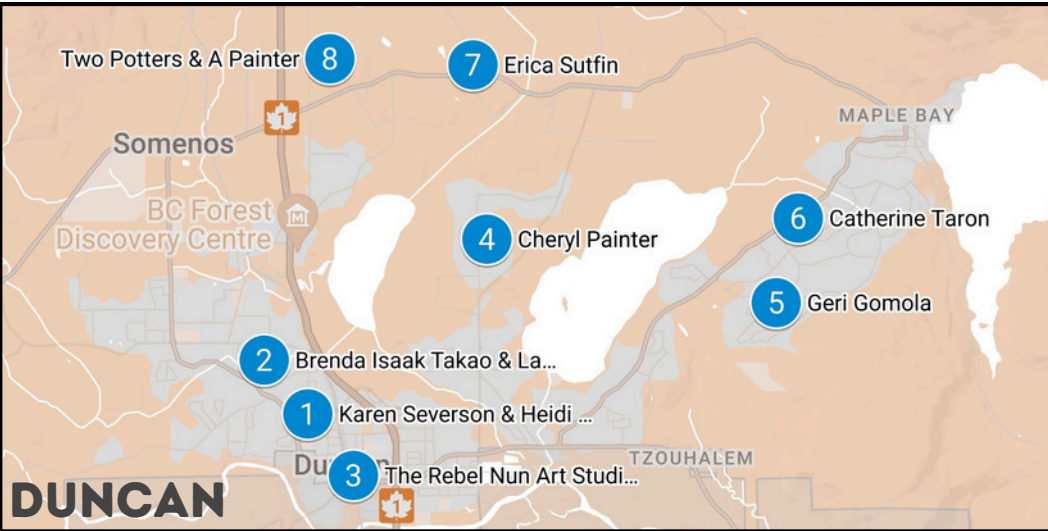 Two Potters & A Painter 8
7 Erica Sutfin
MAPLE BAY
1
Somenos
BC Forest
Discovery Centre
M
6 Catherine Taron
4 Cheryl Painter
5 Geri Gomola
2 Brenda Isaak Takao & La...
1 Karen Severson & Heidi ...
TZOUHALEM
3 The Rebel Nun Art Studi...
1
DUNCAN